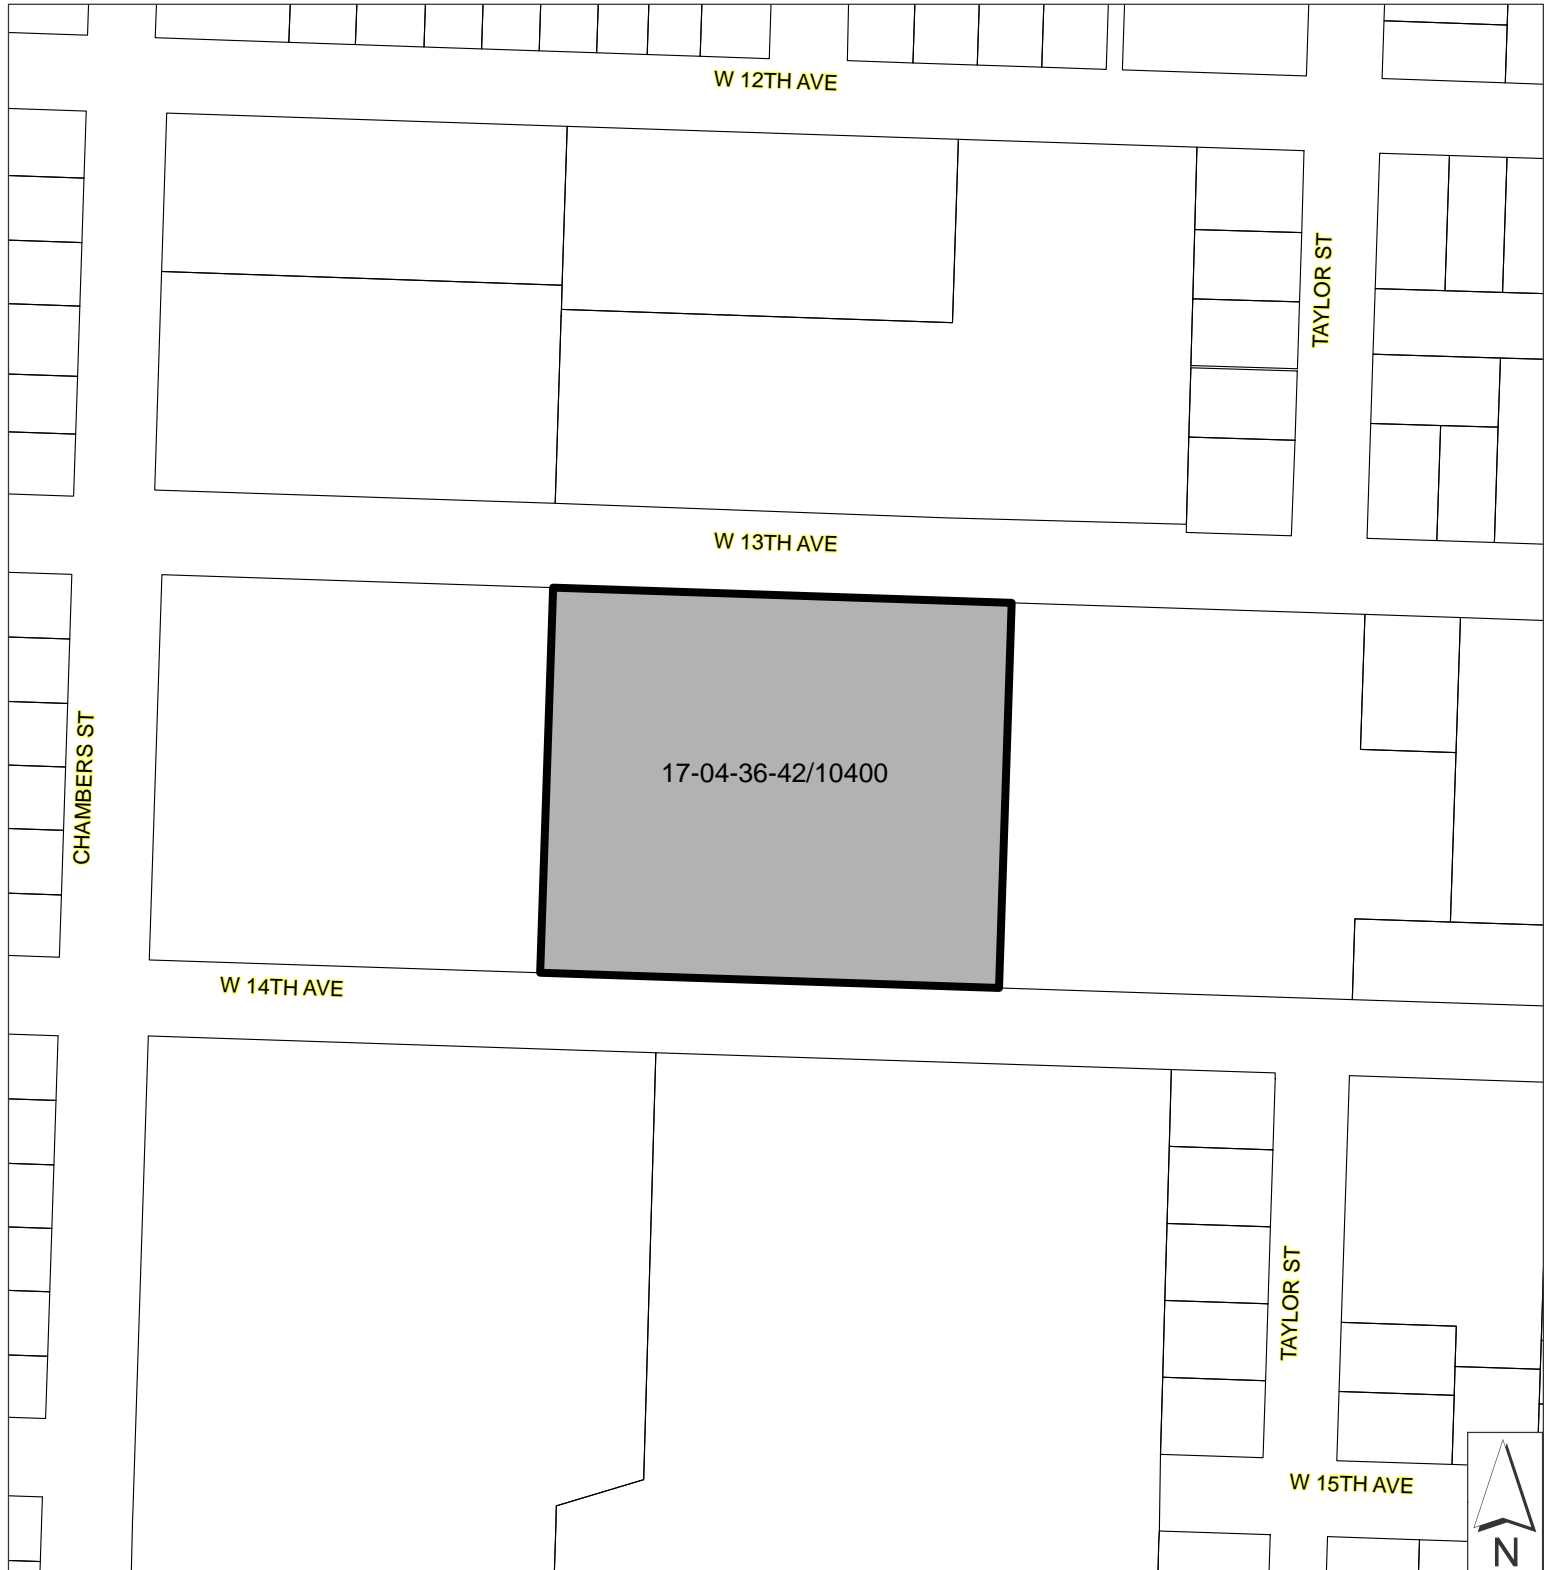 W 12TH AVE
TAYLOR ST
W 13TH AVE
17-04-36-42/10400
CHAMBERS ST
W 14TH AVE
TAYLOR ST
W 15TH AVE
N